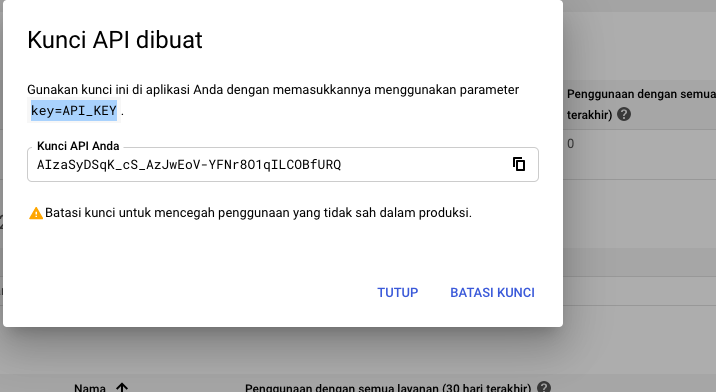 Kunci API dibuat
Gunakan kunci ini di aplikasi Anda dengan memasukkannya menggunakan parameter
key=API_KEY .
Kunci API Anda
AIzaSyDSqK_cS_AzJwEoV-YFNr8O1qILCOBfURQ
Batasi kunci untuk mencegah penggunaan yang tidak sah dalam produksi.
TUTUP BATASI KUNCI
Penggunaan dengan semua
terakhir)
0
Nama Penggunaan dengan semua layanan (30 hari terakhir)